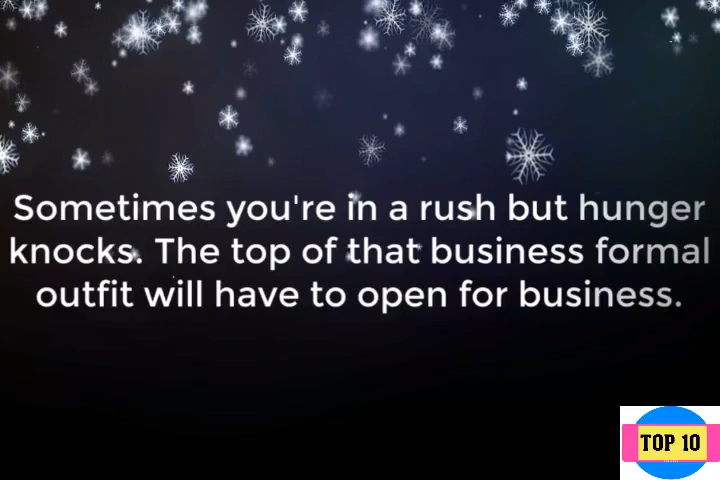 Sometimes you're in a rush but hunger
knocks. The top of that business formal
outfit will have to open for business.
TOP 10